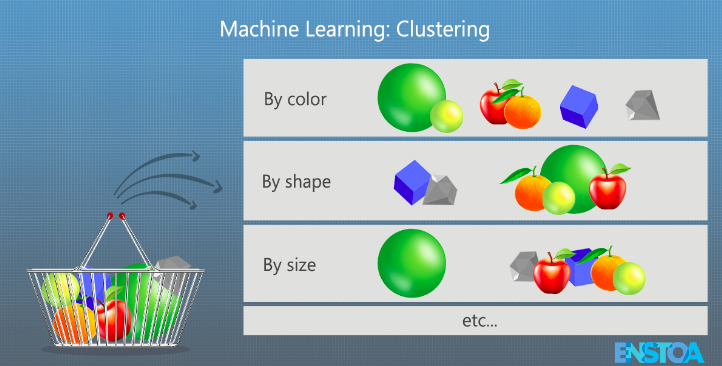 Machine Learning: Clustering
By color
By shape
By size
etc...
ENSTOA